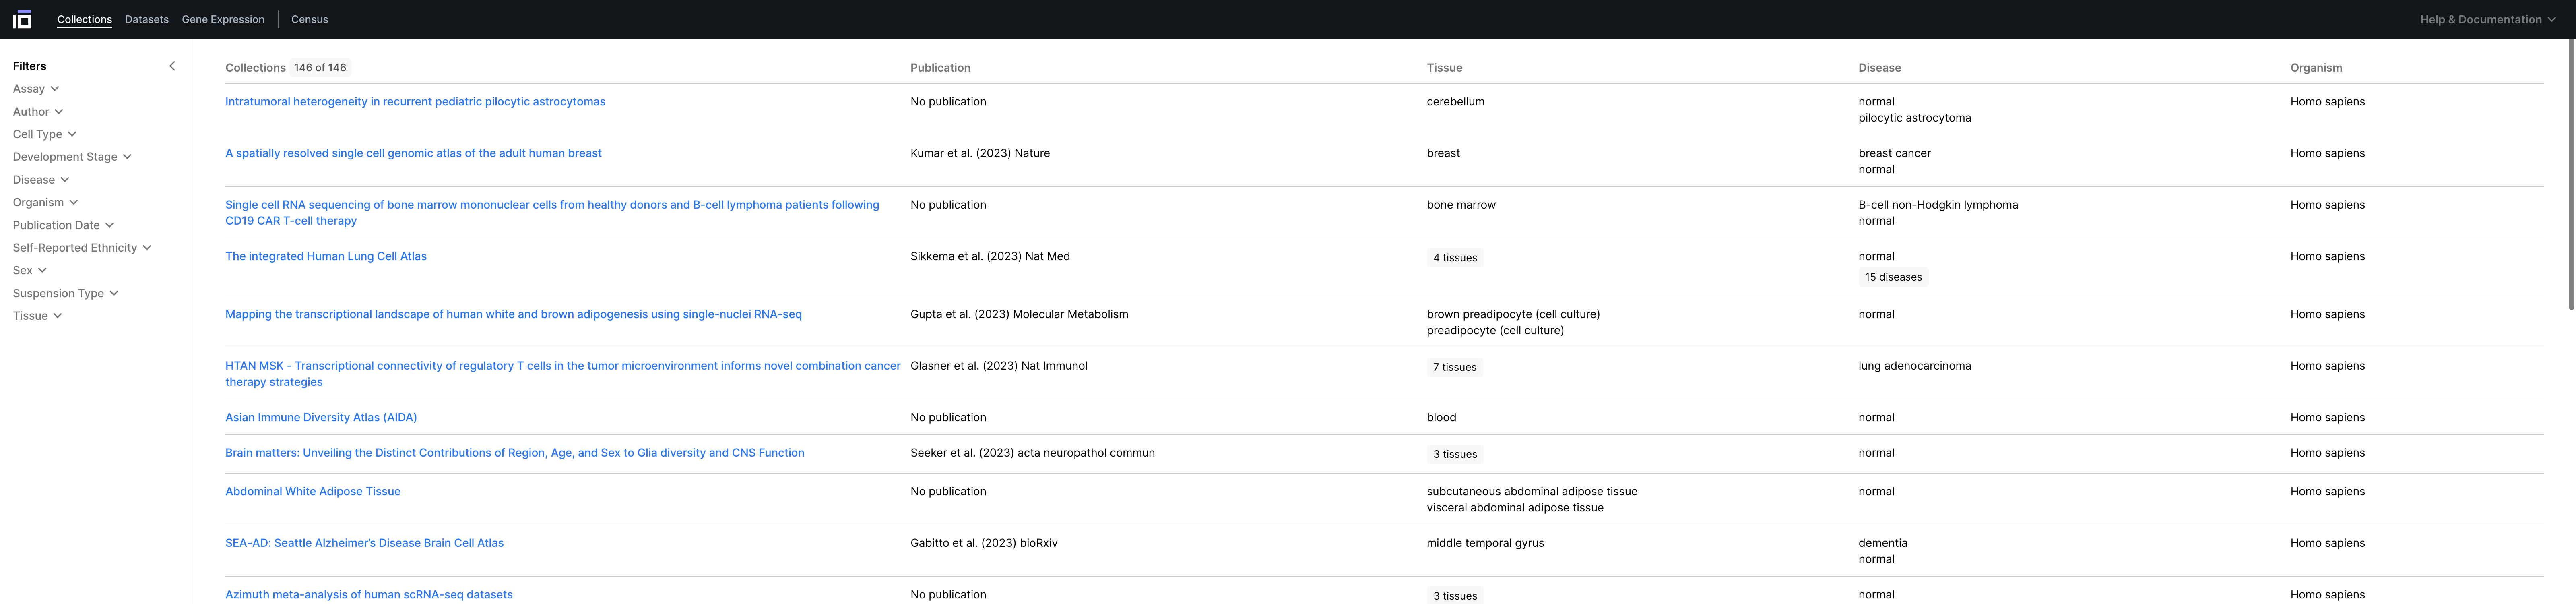 Collections Datasets Gene Expression Census Help & Documentation
Filters
Assay
Author
Cell Type
Development Stage
Disease
Organism
Publication Date
Self-Reported Ethnicity
Sex
Suspension Type
Tissue
Collections 146 of 146 Publication Tissue Disease Organism
Intratumoral heterogeneity in recurrent pediatric pilocytic astrocytomas No publication cerebellum normal Homo sapiens
pilocytic astrocytoma
A spatially resolved single cell genomic atlas of the adult human breast Kumar et al. (2023) Nature breast breast cancer Homo sapiens
normal
Single cell RNA sequencing of bone marrow mononuclear cells from healthy donors and B-cell lymphoma patients following No publication bone marrow B-cell non-Hodgkin lymphoma Homo sapiens
CD19 CAR T-cell therapy normal
The integrated Human Lung Cell Atlas Sikkema et al. (2023) Nat Med 4 tissues normal Homo sapiens
15 diseases
Mapping the transcriptional landscape of human white and brown adipogenesis using single-nuclei RNA-seq Gupta et al. (2023) Molecular Metabolism brown preadipocyte (cell culture) normal Homo sapiens
preadipocyte (cell culture)
HTAN MSK - Transcriptional connectivity of regulatory T cells in the tumor microenvironment informs novel combination cancer Glasner et al. (2023) Nat Immunol 7 tissues lung adenocarcinoma Homo sapiens
therapy strategies
Asian Immune Diversity Atlas (AIDA) No publication blood normal Homo sapiens
Brain matters: Unveiling the Distinct Contributions of Region, Age, and Sex to Glia diversity and CNS Function Seeker et al. (2023) acta neuropathol commun 3 tissues normal Homo sapiens
Abdominal White Adipose Tissue No publication subcutaneous abdominal adipose tissue normal Homo sapiens
visceral abdominal adipose tissue
SEA-AD: Seattle Alzheimer’s Disease Brain Cell Atlas Gabitto et al. (2023) bioRxiv middle temporal gyrus dementia Homo sapiens
normal
Azimuth meta-analysis of human scRNA-seq datasets No publication 3 tissues normal Homo sapiens